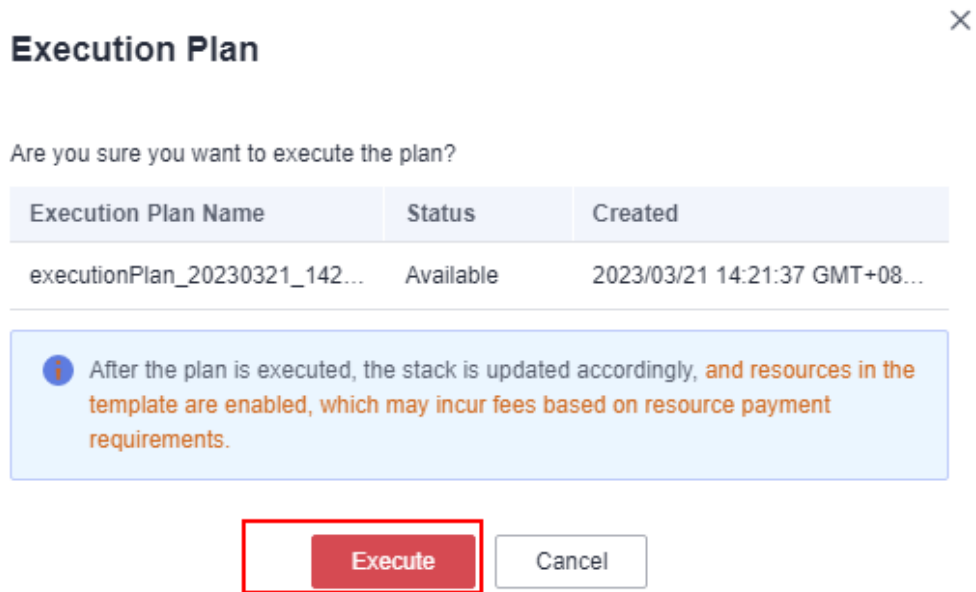 Execution Plan
Are you sure you want to execute the plan?
Execution Plan Name Status Created
executionPlan_20230321_142... Available 2023/03/21 14:21:37 GMT+08...
After the plan is executed, the stack is updated accordingly, and resources in the
template are enabled, which may incur fees based on resource payment
requirements.
Execute Cancel